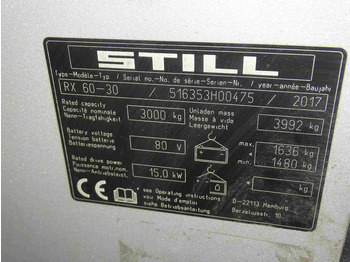 STILL
Type-Modèle-Typ / Serial no.-No. de série-Serien-Nr. / year-année-Baujahr
RX 60-30 / 516353H00475 / 2017
Rated capacity
Capacité nominale
Nenn-Tragfähigkeit
3000 kg
Unladen mass
Masse à vide
Leergewicht
3992 kg
Battery voltage
Tension batterie
Batteriespannung
80 V
max. 1636 kg
min. 1480 kg
Rated drive power
Puissance motr.nom.
Nenn-Antriebsleist.
15.0 kW
CE
see Operating instructions
voir Mode d'emploi
siehe Betriebsanleitung
D-22113 Hamburg
Berzeliusstr. 10